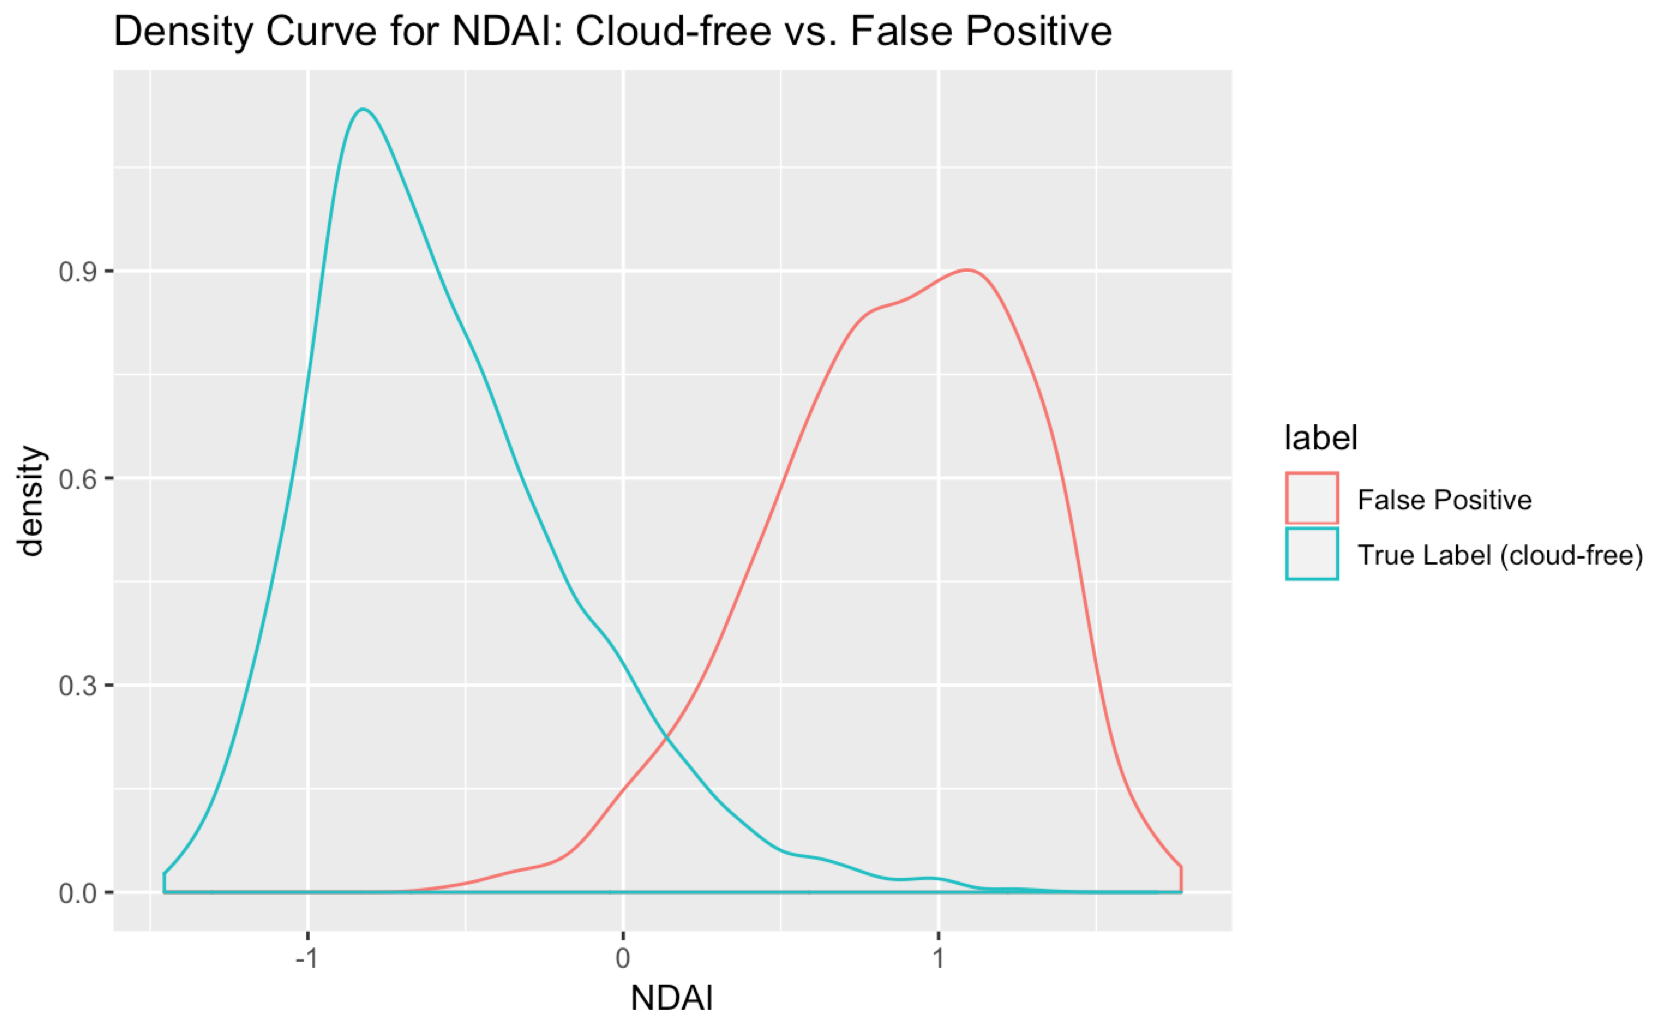 Density Curve for NDAI: Cloud-free vs. False Positive
density
0.9
0.6
0.3
0.0
-1 0 1
NDAI
label
False Positive
True Label (cloud-free)